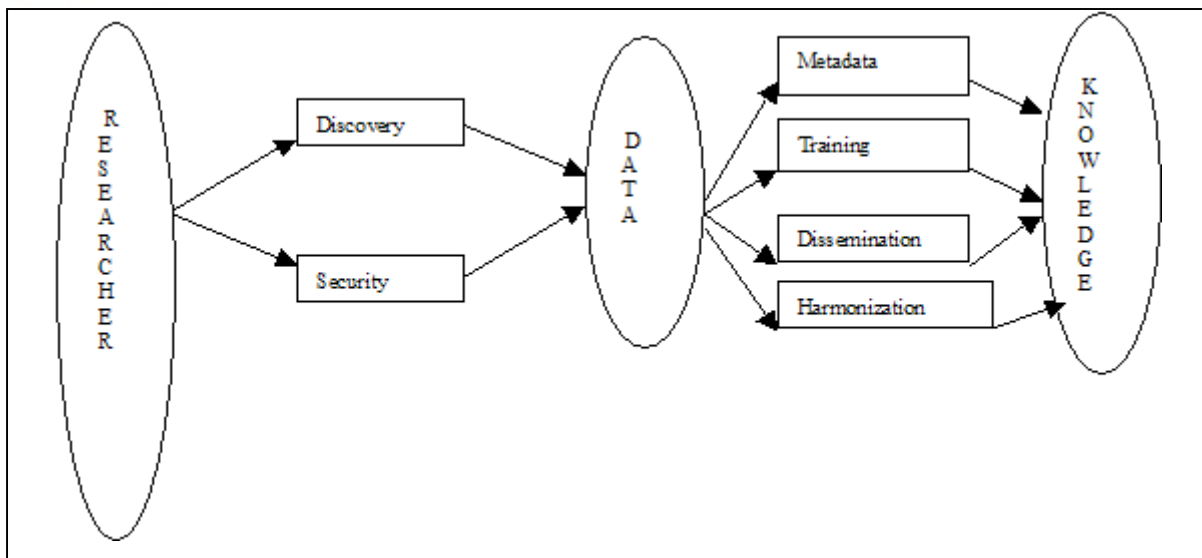 RESEARCHER
Discovery
Security
DATA
Metadata
Training
Dissemination
Harmonization
KNOWLEDGE